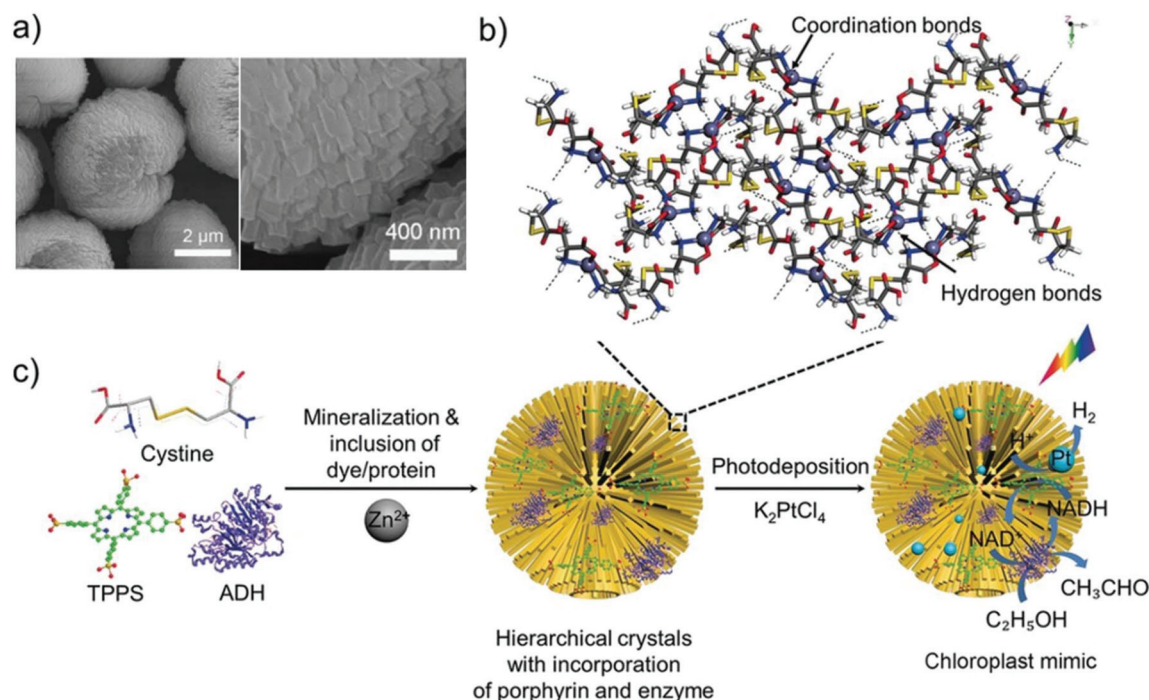 a)
2 μm
400 nm
b)
Coordination bonds
Hydrogen bonds
Z
Y
c)
Cystine
TPPS
ADH
Mineralization &
inclusion of
dye/protein
Zn²⁺
Hierarchical crystals
with incorporation
of porphyrin and enzyme
Photodeposition
K₂PtCl₄
H₂
H⁺
Pt
NADH
NAD⁺
CH₃CHO
C₂H₅OH
Chloroplast mimic